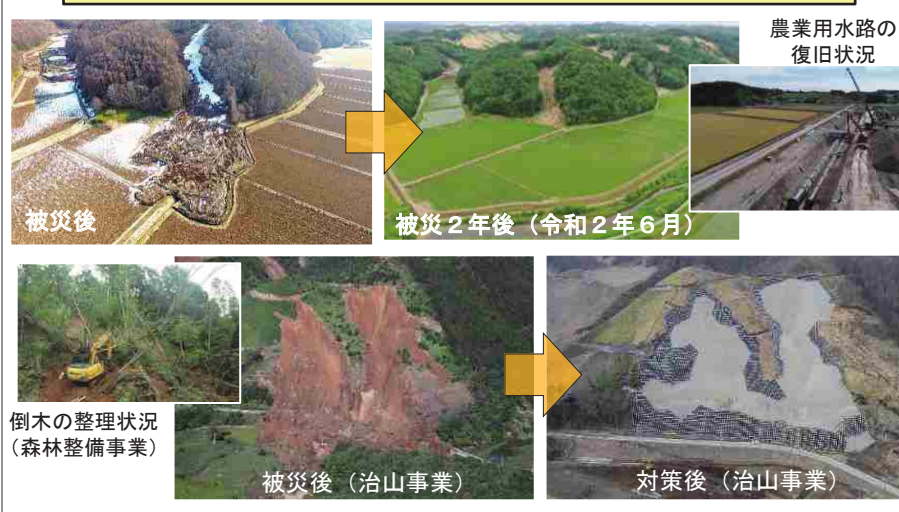 農業用水路の
復旧状況
被災後
被災２年後（令和２年６月）
倒木の整理状況
（森林整備事業）
被災後（治山事業）
対策後（治山事業）